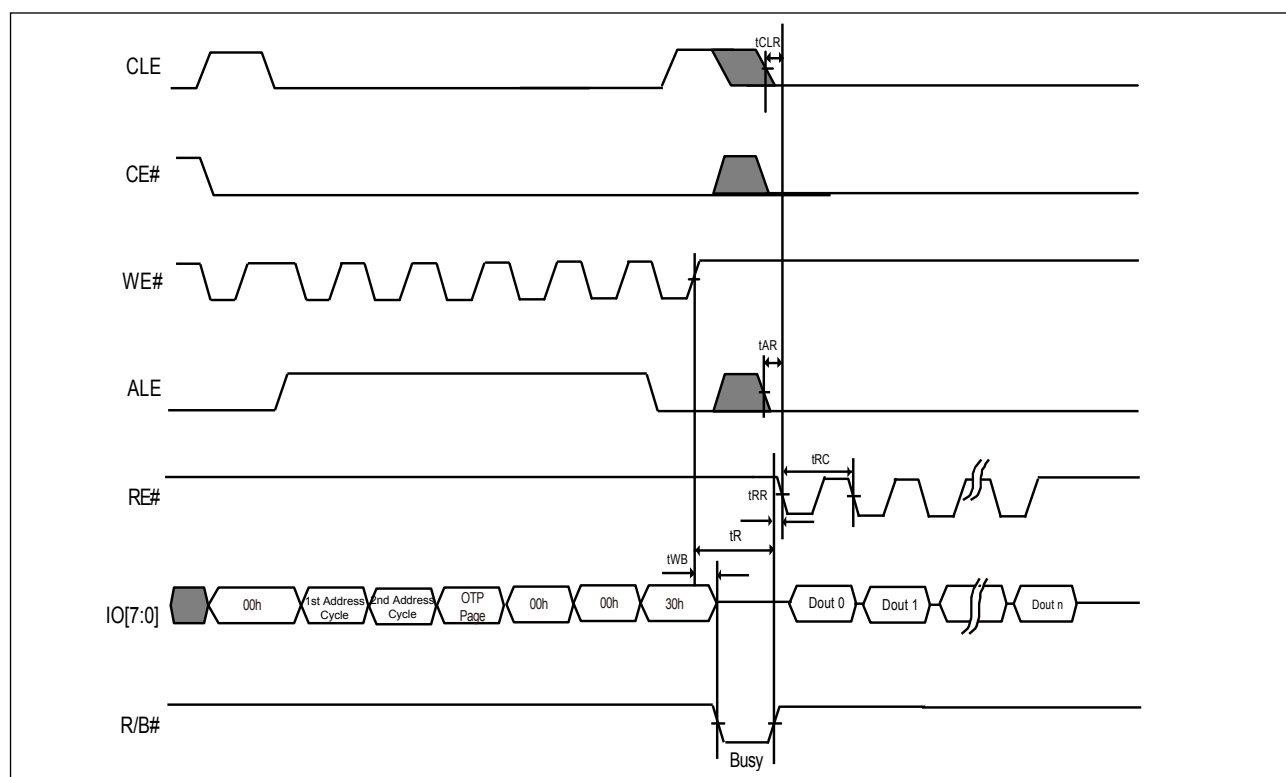 tCLR
CLE
CE#
WE#
tAR
ALE
tRC
RE#
tRR
tR
tWB
IO[7:0]
00h
1st Address
Cycle
2nd Address
Cycle
OTP
Page
00h
00h
30h
Dout 0
Dout 1
Dout n
R/B#
Busy